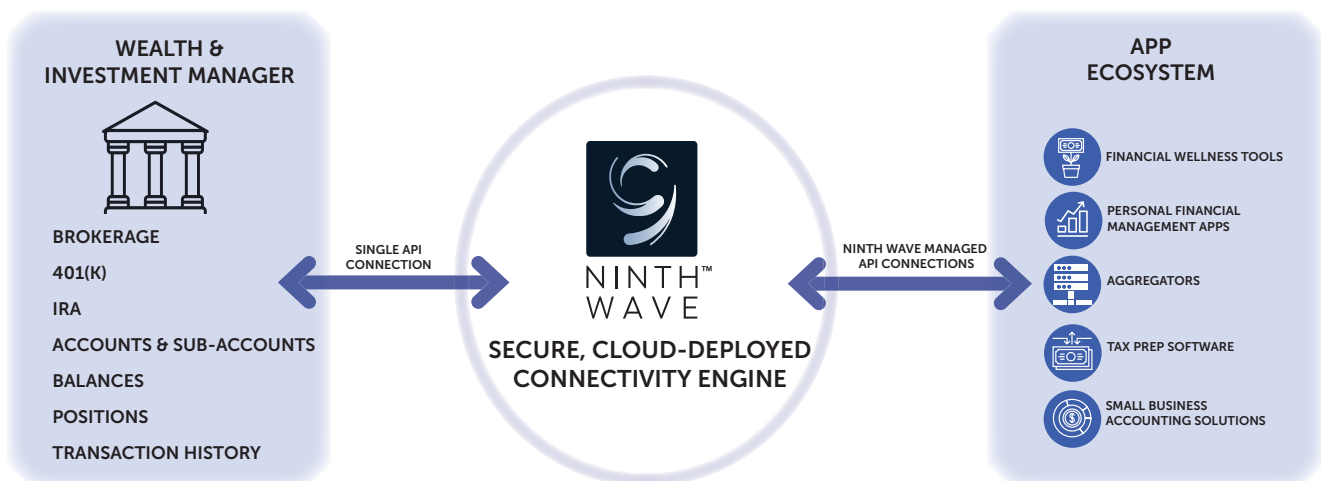 WEALTH &
INVESTMENT MANAGER
BROKERAGE
401(K)
IRA
ACCOUNTS & SUB-ACCOUNTS
BALANCES
POSITIONS
TRANSACTION HISTORY
SINGLE API
CONNECTION
NINTH™
WAVE
SECURE, CLOUD-DEPLOYED
CONNECTIVITY ENGINE
NINTH WAVE MANAGED
API CONNECTIONS
APP
ECOSYSTEM
FINANCIAL WELLNESS TOOLS
PERSONAL FINANCIAL
MANAGEMENT APPS
AGGREGATORS
TAX PREP SOFTWARE
SMALL BUSINESS
ACCOUNTING SOLUTIONS